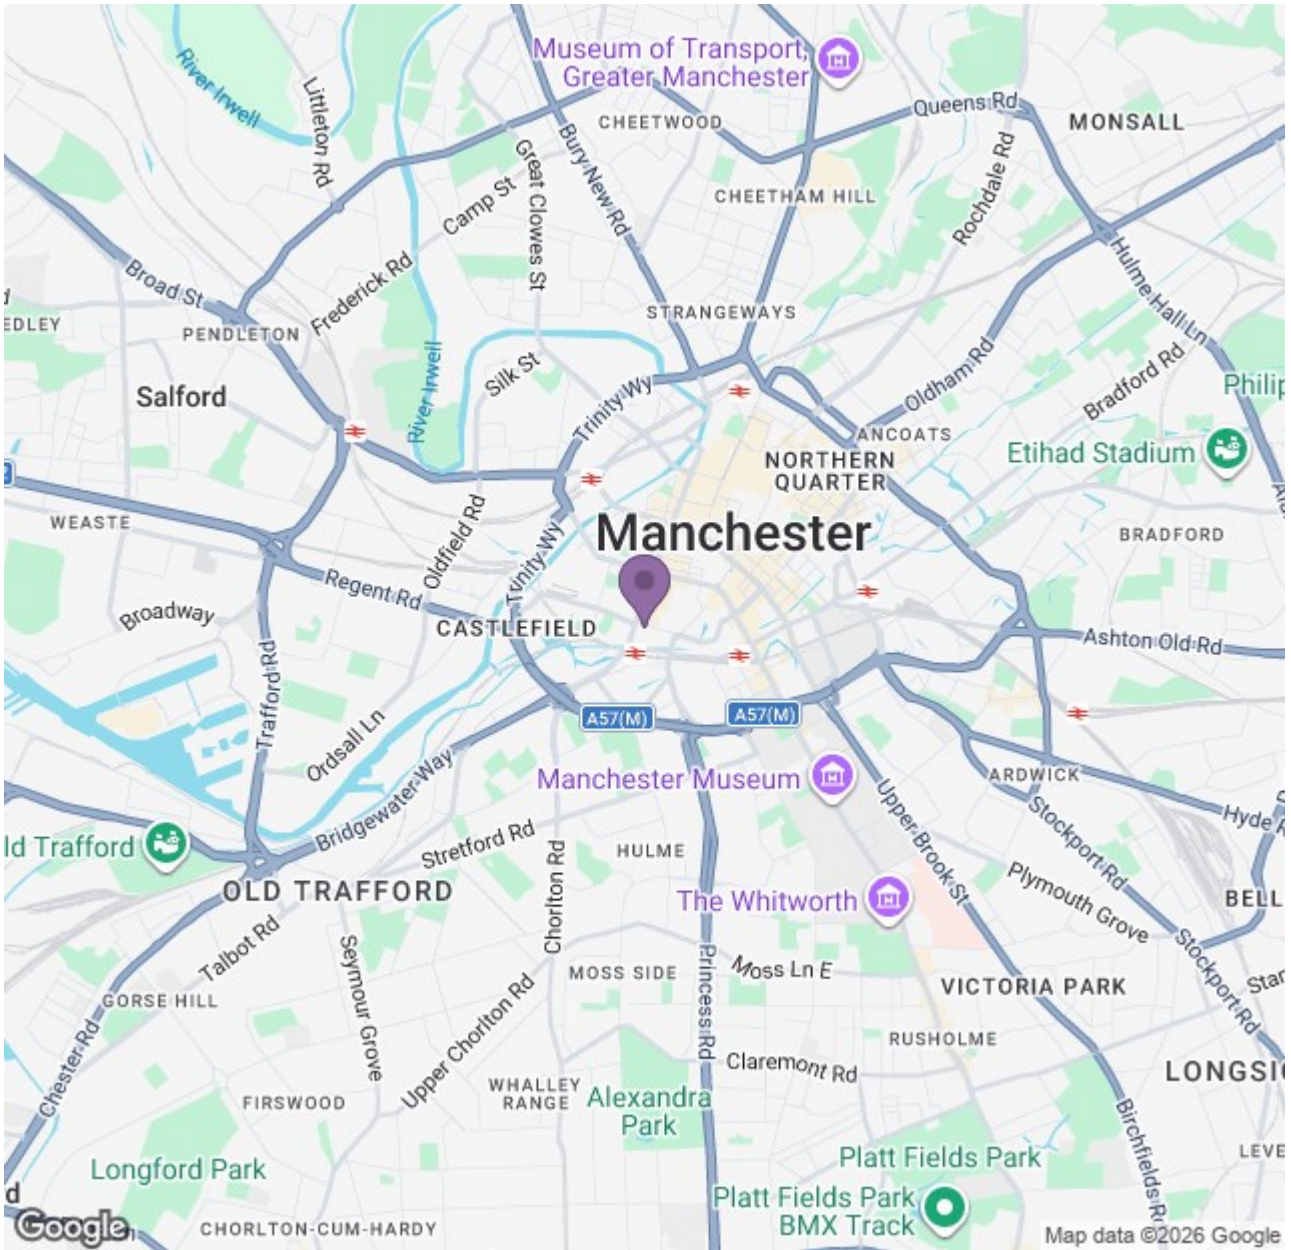 Museum of Transport,
Greater Manchester
River Irwell
Littleton Rd
CHEETWOOD
Queens Rd
MONSALL
Bury New Rd
Great Clowes St
Camp St
CHEETHAM HILL
Rochdale Rd
Broad St
Frederick Rd
Hulme Hall Ln
EDLEY
PENDLETON
STRANGEWAYS
River Irwell
Silk St
Oldham Rd
Bradford Rd
Salford
Trinity Wy
Philip
ANCOATS
Etihad Stadium
NORTHERN
QUARTER
WEASTE
Oldfield Rd
Manchester
BRADFORD
Trinity Wy
Regent Rd
Broadway
CASTLEFIELD
Ashton Old Rd
Trafford Rd
Ordsall Ln
A57(M)
A57(M)
Bridgewater Way
Manchester Museum
ARDWICK
Upper Brook St
Stockport Rd
Hyde R
ld Trafford
Stretford Rd
HULME
Chorlton Rd
OLD TRAFFORD
The Whitworth
Plymouth Grove
BELL
Talbot Rd
Seymour Grove
Princess Rd
Moss Ln E
MOSS SIDE
Stockport Rd
Stan
GORSE HILL
Upper Chorlton Rd
VICTORIA PARK
RUSHOLME
Chester Rd
Claremont Rd
LONGSI
WHALLEY
RANGE
FIRSWOOD
Alexandra
Park
Birchfields Rd
LEVE
Longford Park
Platt Fields Park
Platt Fields Park
BMX Track
CHORLTON-CUM-HARDY
Google
Map data ©2026 Google